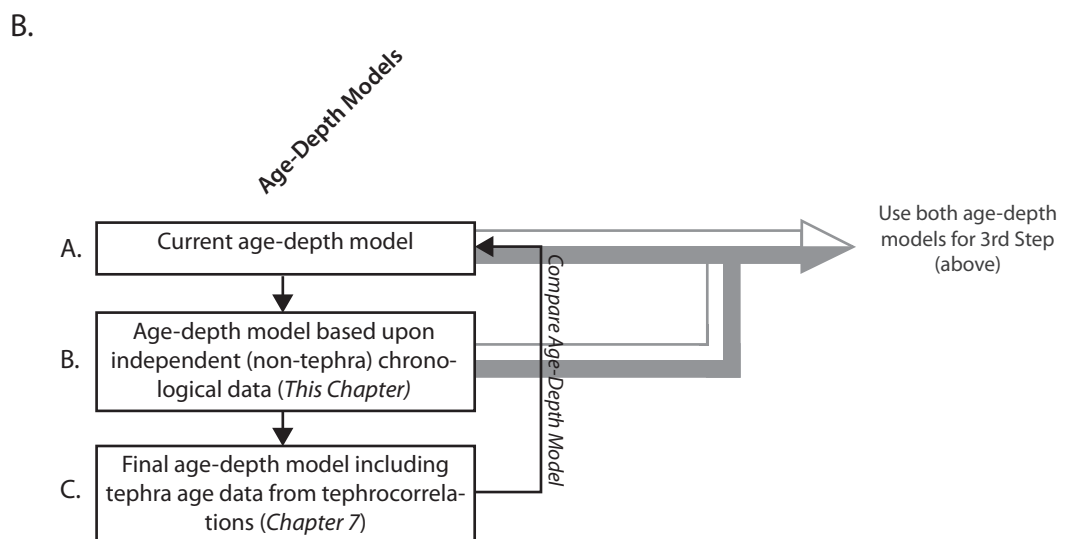 B.
Age-Depth Models
A.
Current age-depth model
Use both age-depth
models for 3rd Step
(above)
B.
Age-depth model based upon
independent (non-tephra) chrono-
logical data (This Chapter)
Compare Age-Depth Model
C.
Final age-depth model including
tephra age data from tephrocorrela-
tions (Chapter 7)